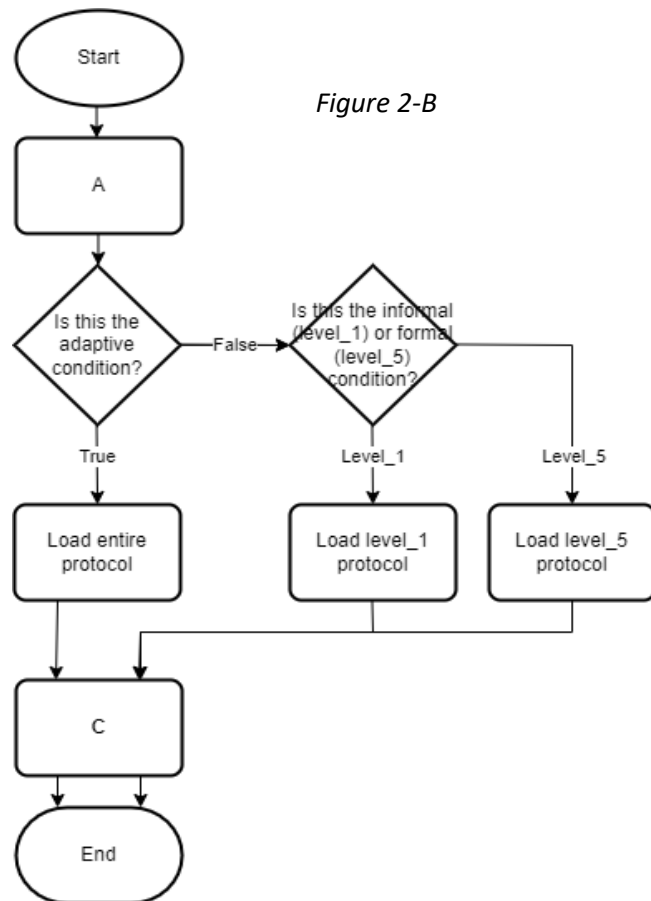 Start
Figure 2-B
A
Is this the
adaptive
condition?
False
Is this the informal
(level_1) or formal
(level_5)
condition?
True
Level_1
Level_5
Load entire
protocol
Load level_1
protocol
Load level_5
protocol
C
End